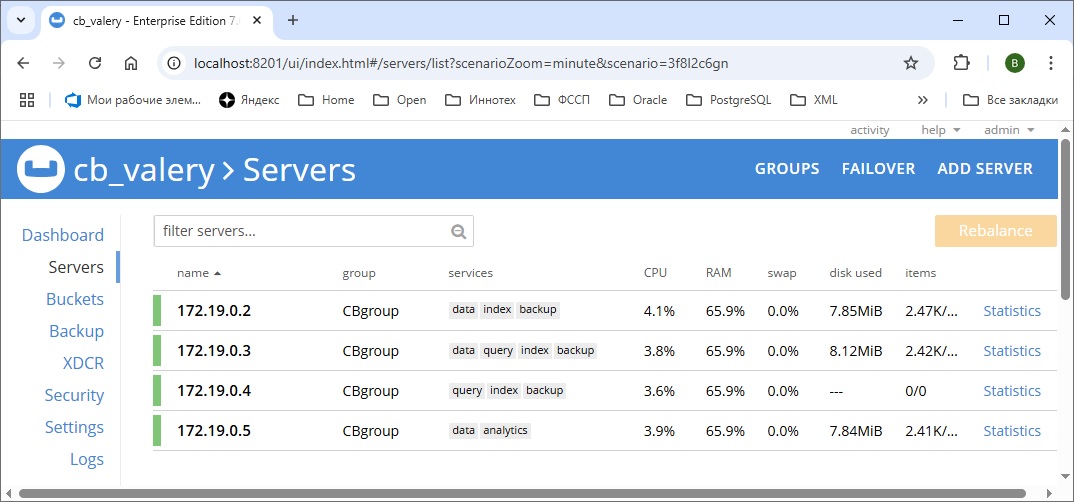 cb_valery - Enterprise Edition 7.
localhost:8201/ui/index.html#/servers/list?scenarioZoom=minute&scenario=3f8l2c6gn
B
Мои рабочие элем... Яндекс Home Open Иннотех ФССП Oracle PostgreSQL XML » Все закладки
activity help admin
cb_valery > Servers GROUPS FAILOVER ADD SERVER
Dashboard
Servers
Buckets
Backup
XDCR
Security
Settings
Logs
filter servers... Rebalance
name group services CPU RAM swap disk used items
172.19.0.2 CBgroup data index backup 4.1% 65.9% 0.0% 7.85MiB 2.47K/... Statistics
172.19.0.3 CBgroup data query index backup 3.8% 65.9% 0.0% 8.12MiB 2.42K/... Statistics
172.19.0.4 CBgroup query index backup 3.6% 65.9% 0.0% --- 0/0 Statistics
172.19.0.5 CBgroup data analytics 3.9% 65.9% 0.0% 7.84MiB 2.41K/... Statistics